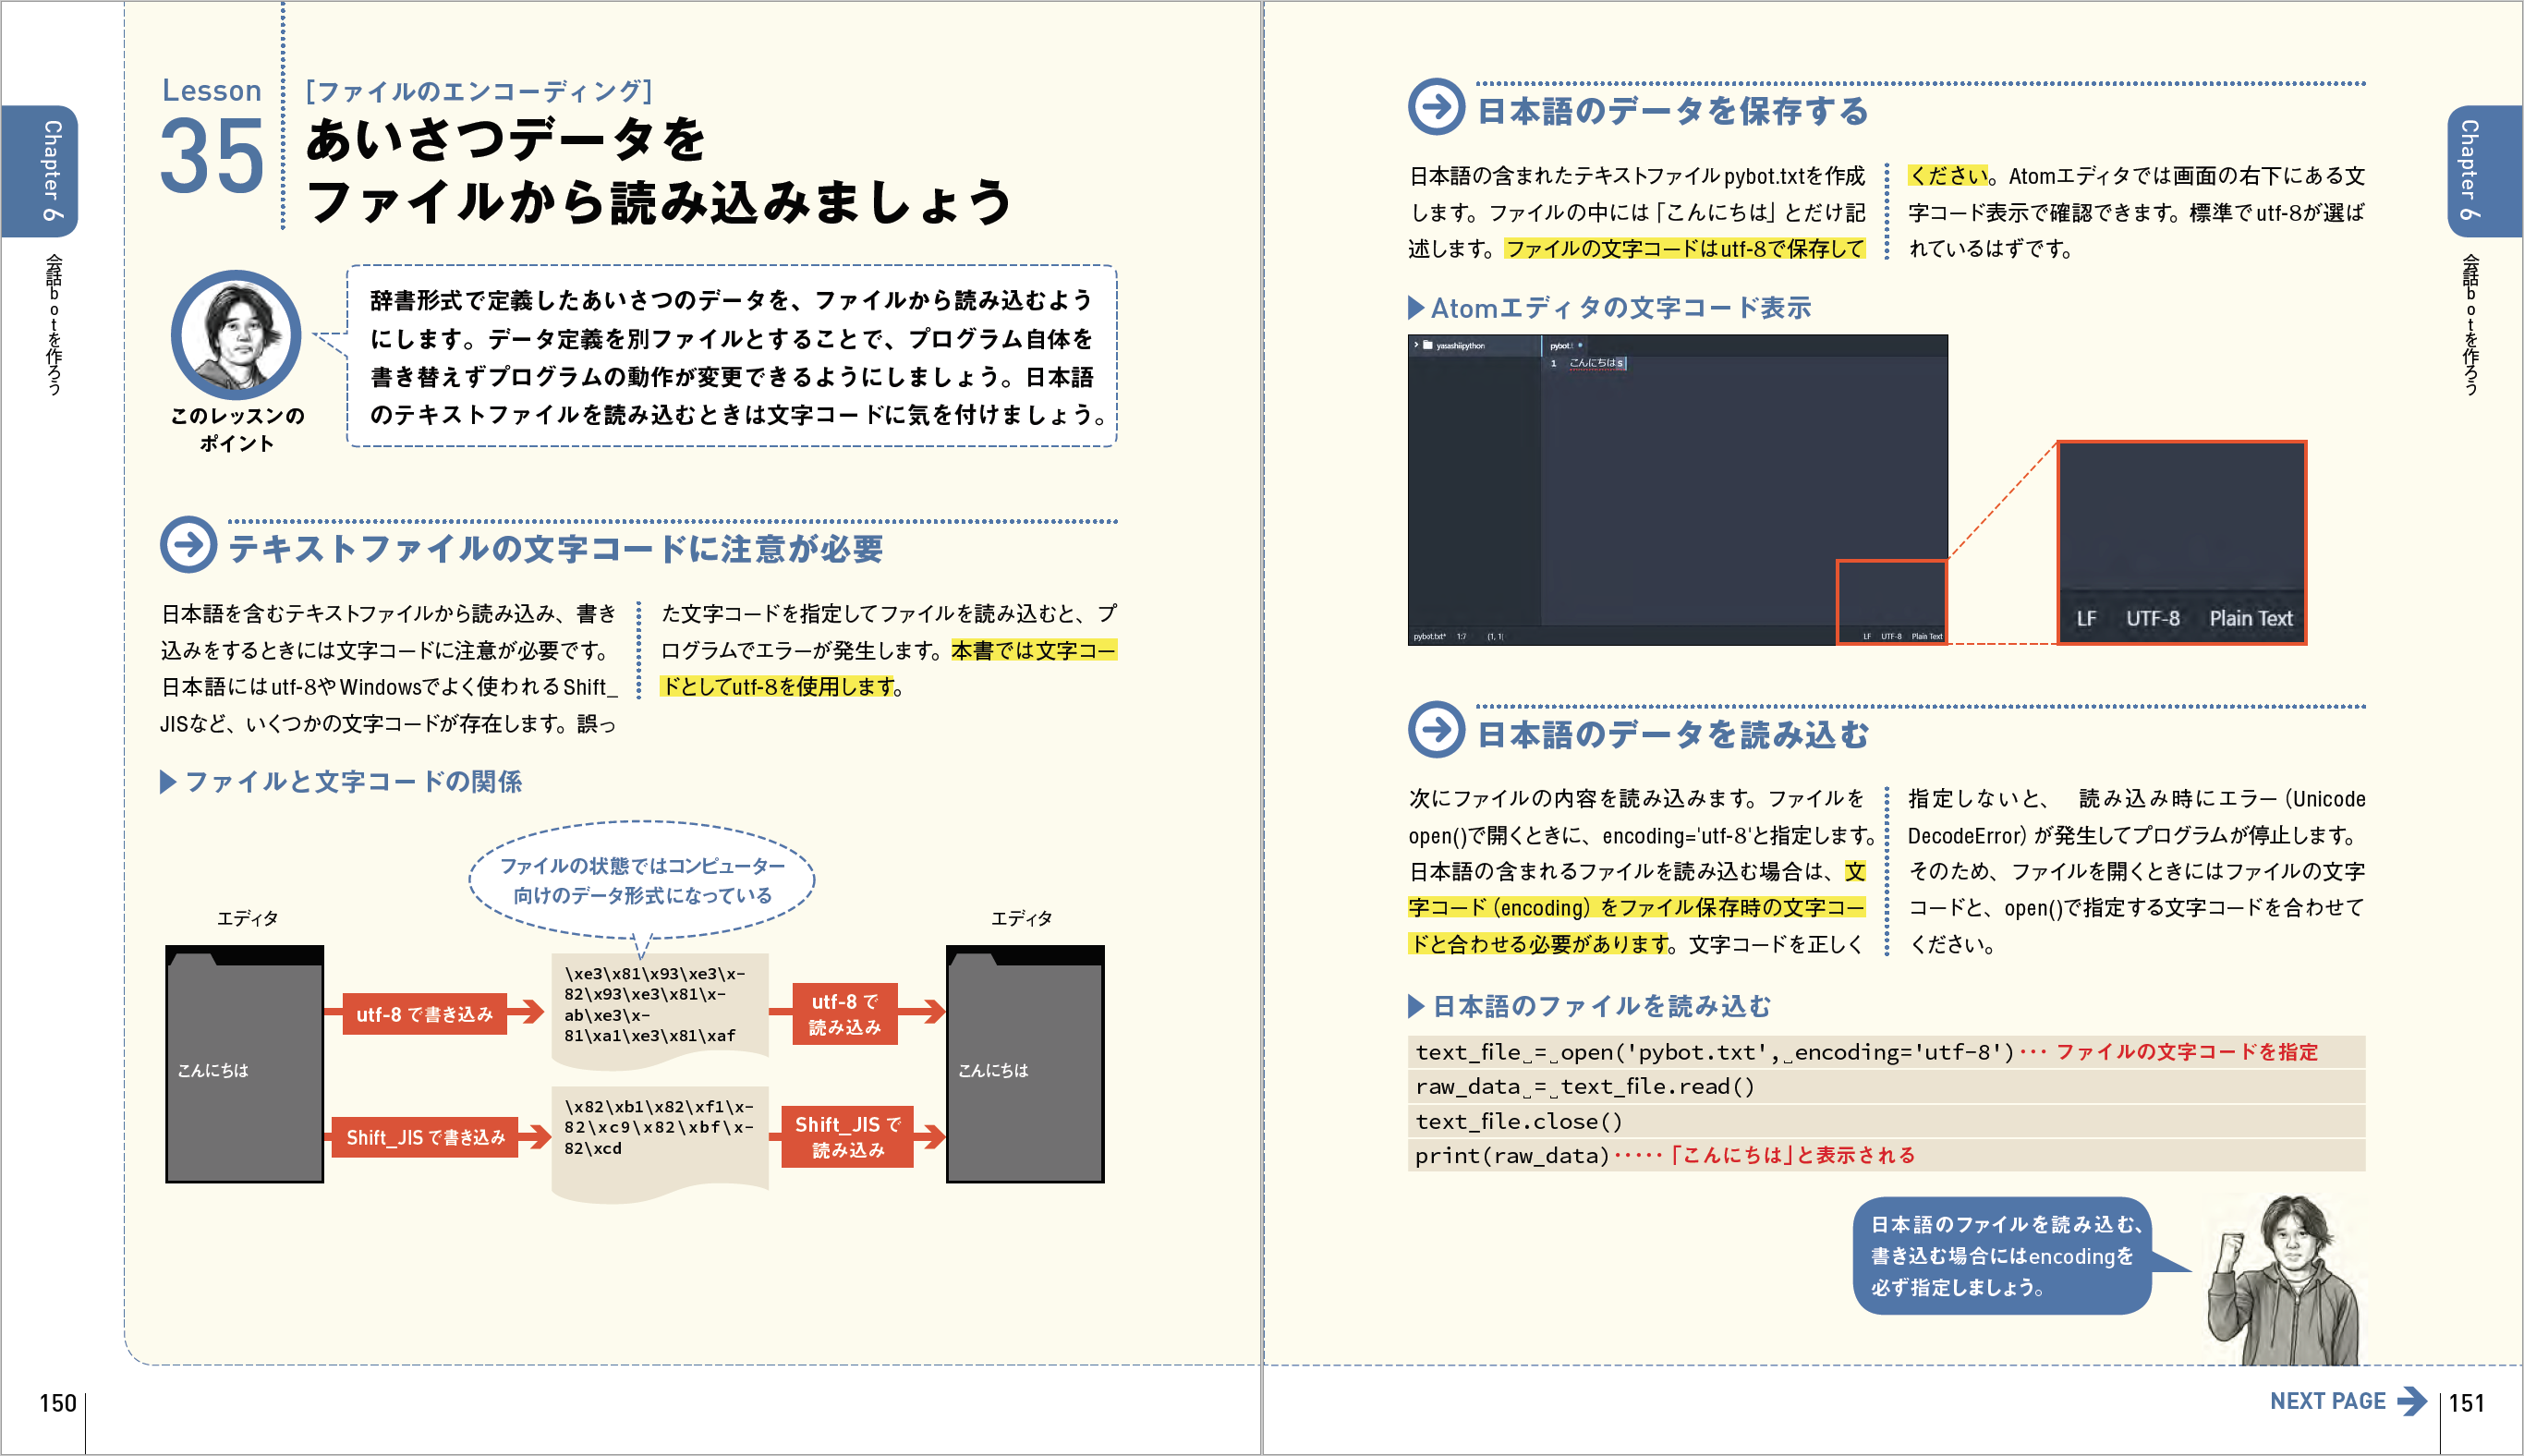 Chapter 6
会話botを作ろう
Lesson
35
[ファイルのエンコーディング]
あいさつデータを
ファイルから読み込みましょう
このレッスンの
ポイント
辞書形式で定義したあいさつのデータを、ファイルから読み込むよう
にします。データ定義を別ファイルとすることで、プログラム自体を
書き替えずプログラムの動作が変更できるようにしましょう。日本語
のテキストファイルを読み込むときは文字コードに気を付けましょう。
テキストファイルの文字コードに注意が必要
日本語を含むテキストファイルから読み込み、書き
込みをするときには文字コードに注意が必要です。
日本語にはutf-8やWindowsでよく使われるShift_
JISなど、いくつかの文字コードが存在します。誤っ
た文字コードを指定してファイルを読み込むと、プ
ログラムでエラーが発生します。本書では文字コー
ドとしてutf-8を使用します。
ファイルと文字コードの関係
ファイルの状態ではコンピューター
向けのデータ形式になっている
エディタ
こんにちは
utf-8 で書き込み
\xe3\x81\x93\xe3\x-
82\x93\xe3\x81\x-
ab\xe3\x-
81\xa1\xe3\x81\xaf
utf-8 で
読み込み
Shift_JIS で書き込み
\x82\xb1\x82\xf1\x-
82\xc9\x82\xbf\x-
82\xcd
Shift_JIS で
読み込み
エディタ
こんにちは
150
日本語のデータを保存する
日本語の含まれたテキストファイルpybot.txtを作成
します。ファイルの中には「こんにちは」とだけ記
述します。ファイルの文字コードはutf-8で保存して
ください。Atomエディタでは画面の右下にある文
字コード表示で確認できます。標準でutf-8が選ば
れているはずです。
Atomエディタの文字コード表示
yasashiipython
pybot.
1 こんにちはs
pybot.txt* 1:7 (1, 1)
LF UTF-8 Plain Text
LF UTF-8 Plain Text
日本語のデータを読み込む
次にファイルの内容を読み込みます。ファイルを
open()で開くときに、encoding='utf-8'と指定します。
日本語の含まれるファイルを読み込む場合は、文
字コード（encoding）をファイル保存時の文字コー
ドと合わせる必要があります。文字コードを正しく
指定しないと、 読み込み時にエラー（Unicode
DecodeError）が発生してプログラムが停止します。
そのため、ファイルを開くときにはファイルの文字
コードと、open()で指定する文字コードを合わせて
ください。
日本語のファイルを読み込む
text_file␣=␣open('pybot.txt',␣encoding='utf-8')･･･ ファイルの文字コードを指定
raw_data␣=␣text_file.read()
text_file.close()
print(raw_data)･････「こんにちは」と表示される
日本語のファイルを読み込む、
書き込む場合にはencodingを
必ず指定しましょう。
Chapter 6
会話botを作ろう
NEXT PAGE
151